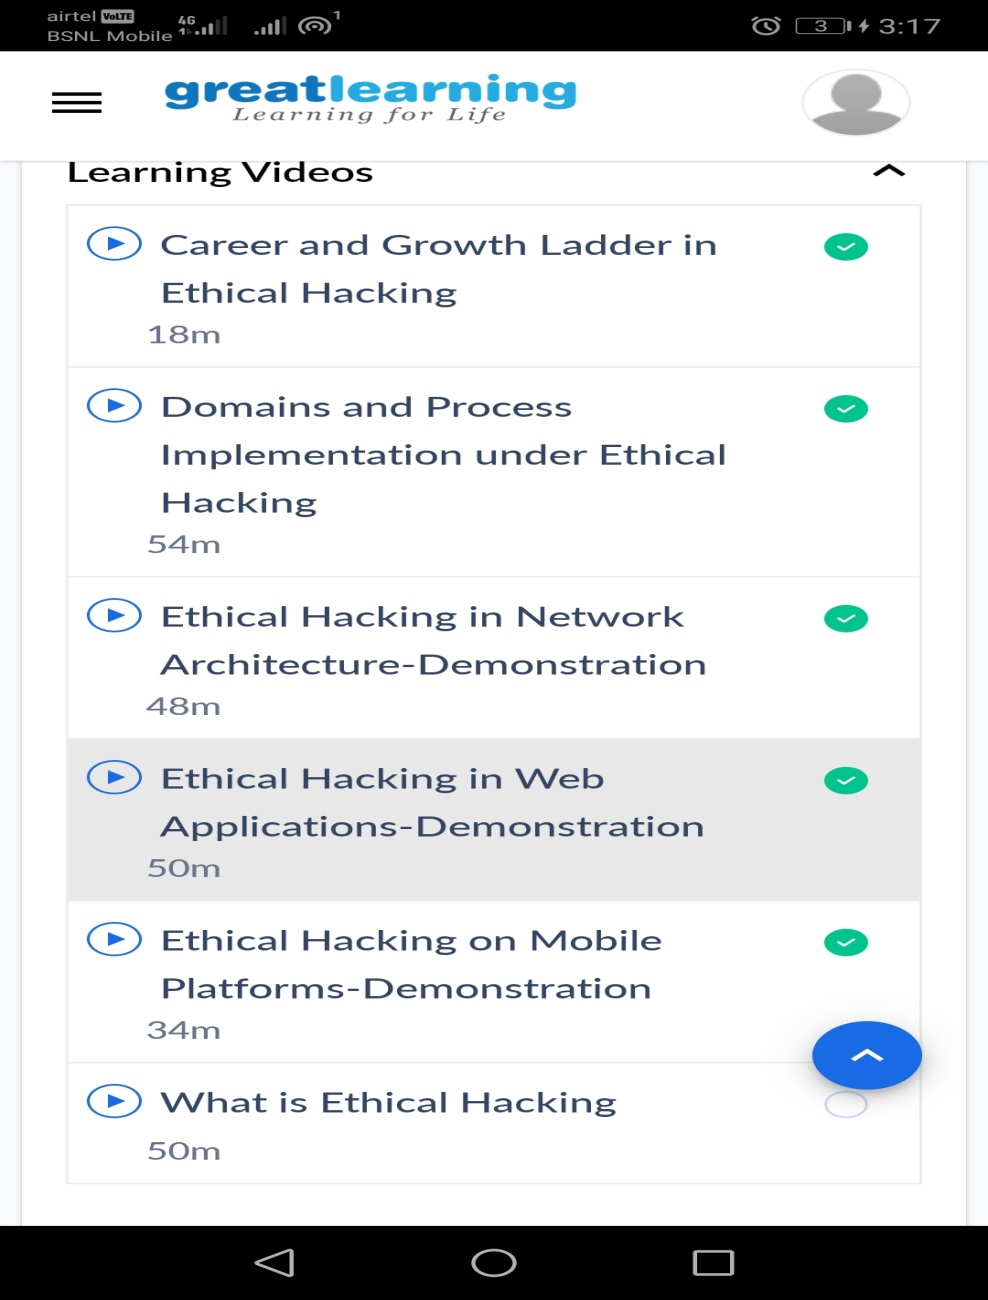 airtel VoLTE 4G 1
BSNL Mobile 3 3:17
greatlearning
Learning for Life
Learning Videos
Career and Growth Ladder in
Ethical Hacking
18m
Domains and Process
Implementation under Ethical
Hacking
54m
Ethical Hacking in Network
Architecture-Demonstration
48m
Ethical Hacking in Web
Applications-Demonstration
50m
Ethical Hacking on Mobile
Platforms-Demonstration
34m
What is Ethical Hacking
50m